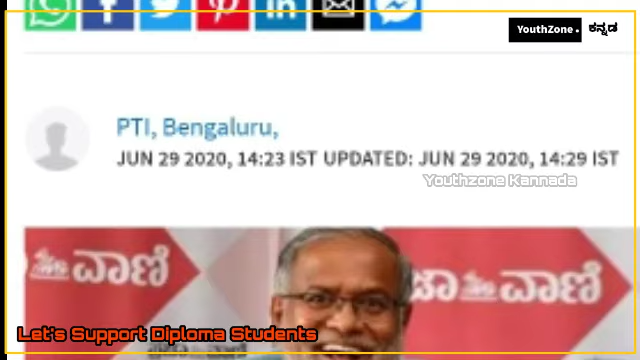 YouthZone. ಕನ್ನಡ
PTI, Bengaluru,
JUN 29 2020, 14:23 IST UPDATED: JUN 29 2020, 14:29 IST
Youthzone Kannada
ವಾಣಿ
ವಾಣಿ
Let's Support Diploma Students